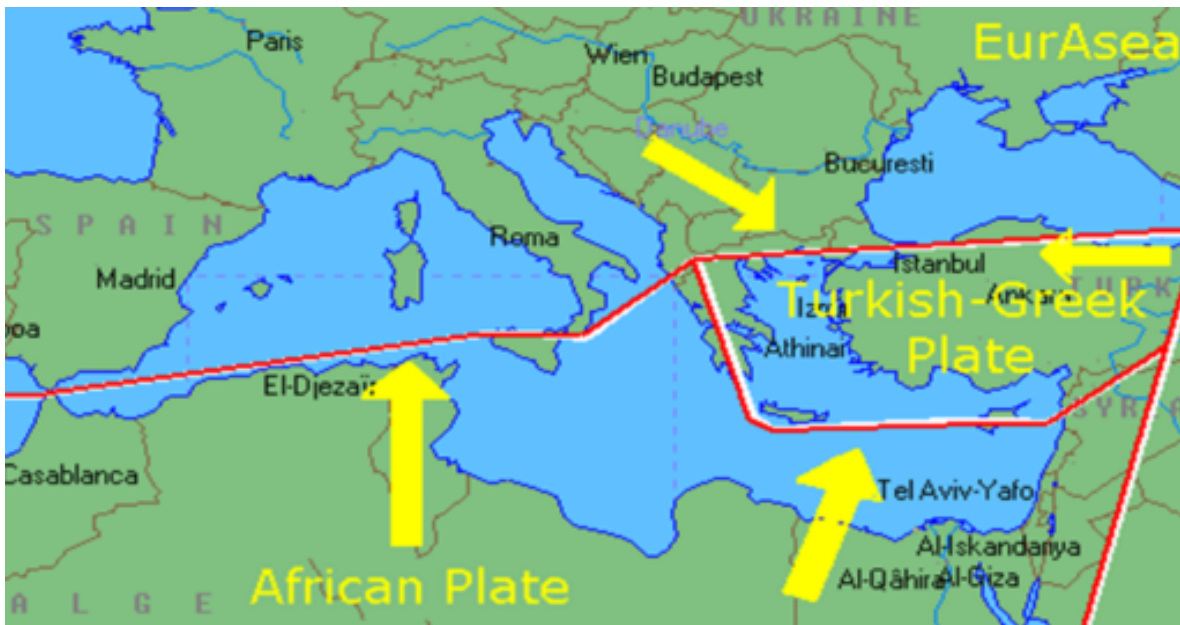 UKRAINE
EurAsea
Paris
Wien
Budapest
Danube
Bucuresti
SPAIN
Roma
Madrid
Istanbul
Turkish-Greek
Plate
Athinai
El-Djezaïr
SYRIA
Casablanca
Tel Aviv-Yafo
Al-Iskandariya
Al-Qâhira
Al-Giza
African Plate
ALGE